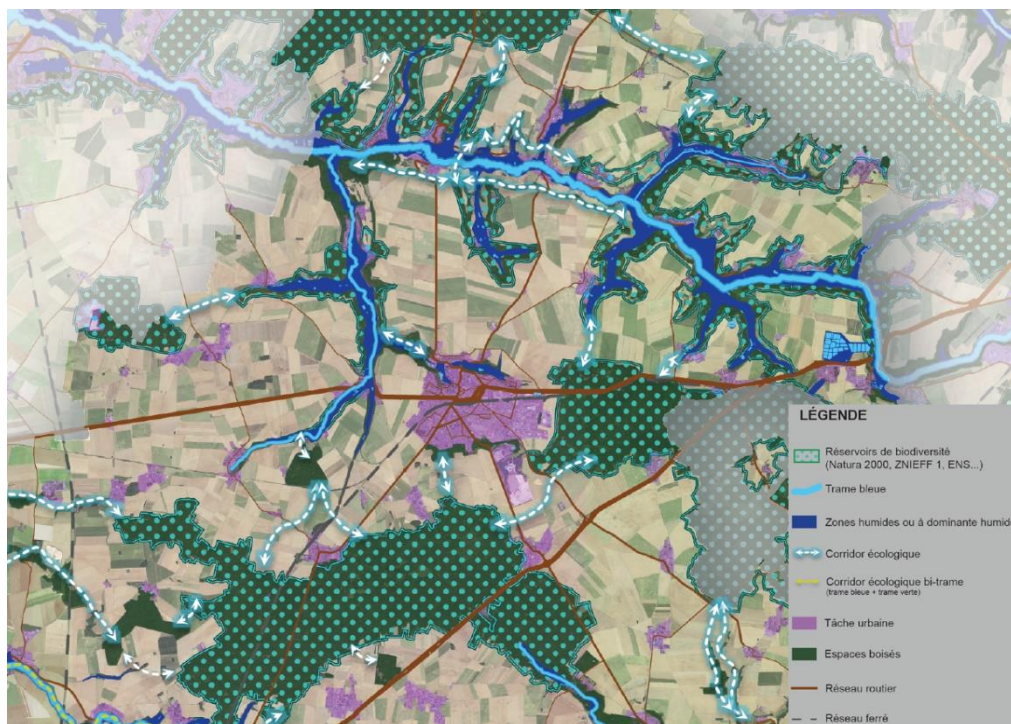 LÉGENDE
Réservoirs de biodiversité
(Natura 2000, ZNIEFF 1, ENS...)
Trame bleue
Zones humides ou à dominante humide
Corridor écologique
Corridor écologique bi-trame
(trame bleue + trame verte)
Tâche urbaine
Espaces boisés
Réseau routier
Réseau ferré